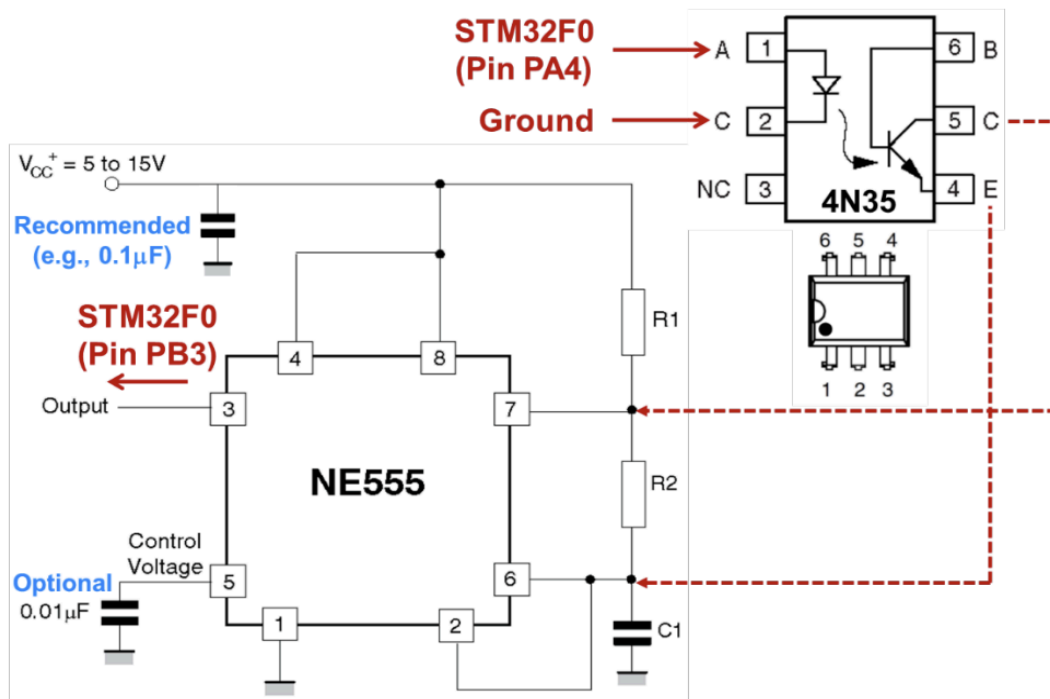 STM32F0
(Pin PA4)
A
1
6
B
Ground
C
2
5
C
NC
3
4N35
4
E
V_CC^+ = 5 to 15V
Recommended
(e.g., 0.1μF)
6 5 4
1 2 3
STM32F0
(Pin PB3)
R1
4
8
Output
3
7
NE555
R2
Control
Voltage
Optional
0.01μF
5
6
1
2
C1